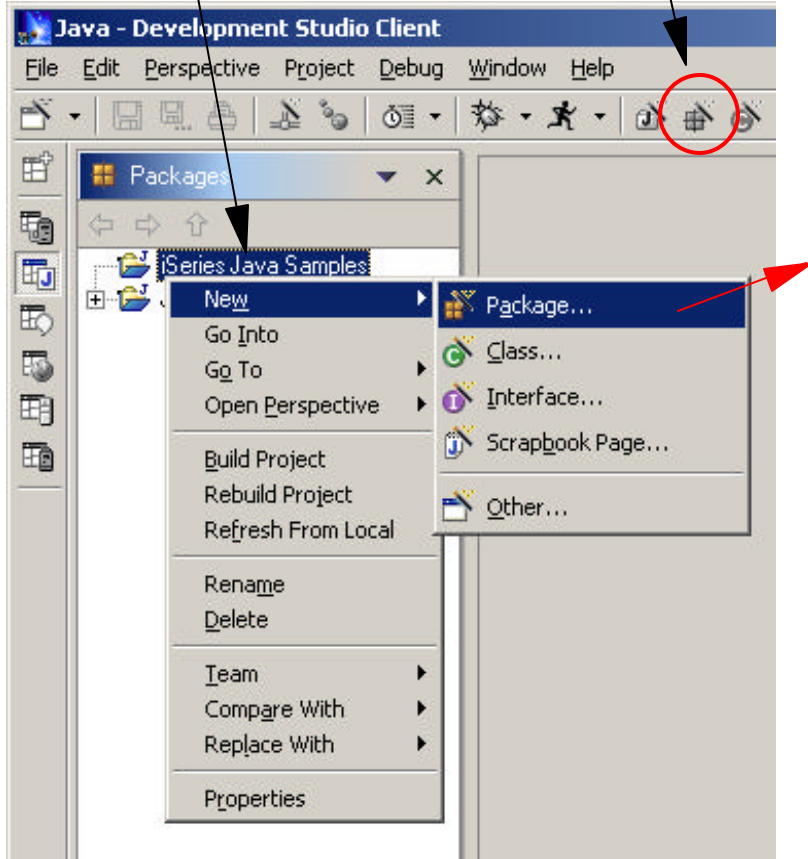 Java - Development Studio Client
File Edit Perspective Project Debug Window Help
Packages
iSeries Java Samples
J
New
Go Into
Go To
Open Perspective
Build Project
Rebuild Project
Refresh From Local
Rename
Delete
Team
Compare With
Replace With
Properties
Package...
Class...
Interface...
Scrapbook Page...
Other...